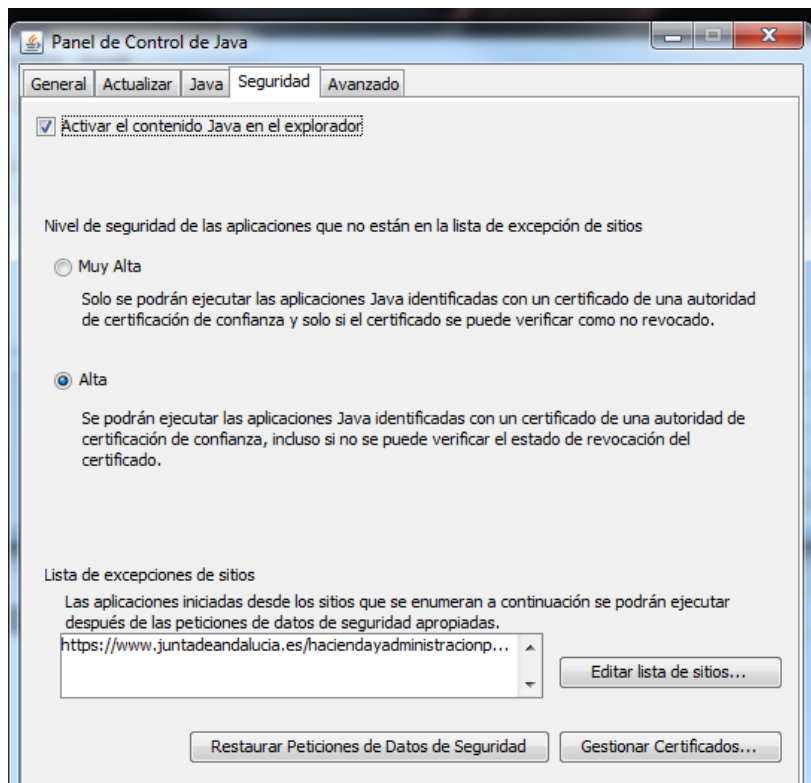 Panel de Control de Java
General Actualizar Java Seguridad Avanzado
Activar el contenido Java en el explorador
Nivel de seguridad de las aplicaciones que no están en la lista de excepción de sitios
Muy Alta
Solo se podrán ejecutar las aplicaciones Java identificadas con un certificado de una autoridad
de certificación de confianza y solo si el certificado se puede verificar como no revocado.
Alta
Se podrán ejecutar las aplicaciones Java identificadas con un certificado de una autoridad de
certificación de confianza, incluso si no se puede verificar el estado de revocación del
certificado.
Lista de excepciones de sitios
Las aplicaciones iniciadas desde los sitios que se enumeran a continuación se podrán ejecutar
después de las peticiones de datos de seguridad apropiadas.
https://www.juntadeandalucia.es/haciendayadministracionp...
Editar lista de sitios...
Restaurar Peticiones de Datos de Seguridad Gestionar Certificados...